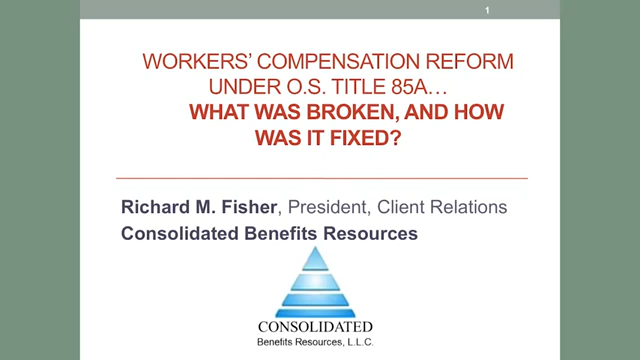 1
WORKERS’ COMPENSATION REFORM
UNDER O.S. TITLE 85A…
WHAT WAS BROKEN, AND HOW
WAS IT FIXED?
Richard M. Fisher, President, Client Relations
Consolidated Benefits Resources
CONSOLIDATED
Benefits Resources, L.L.C.